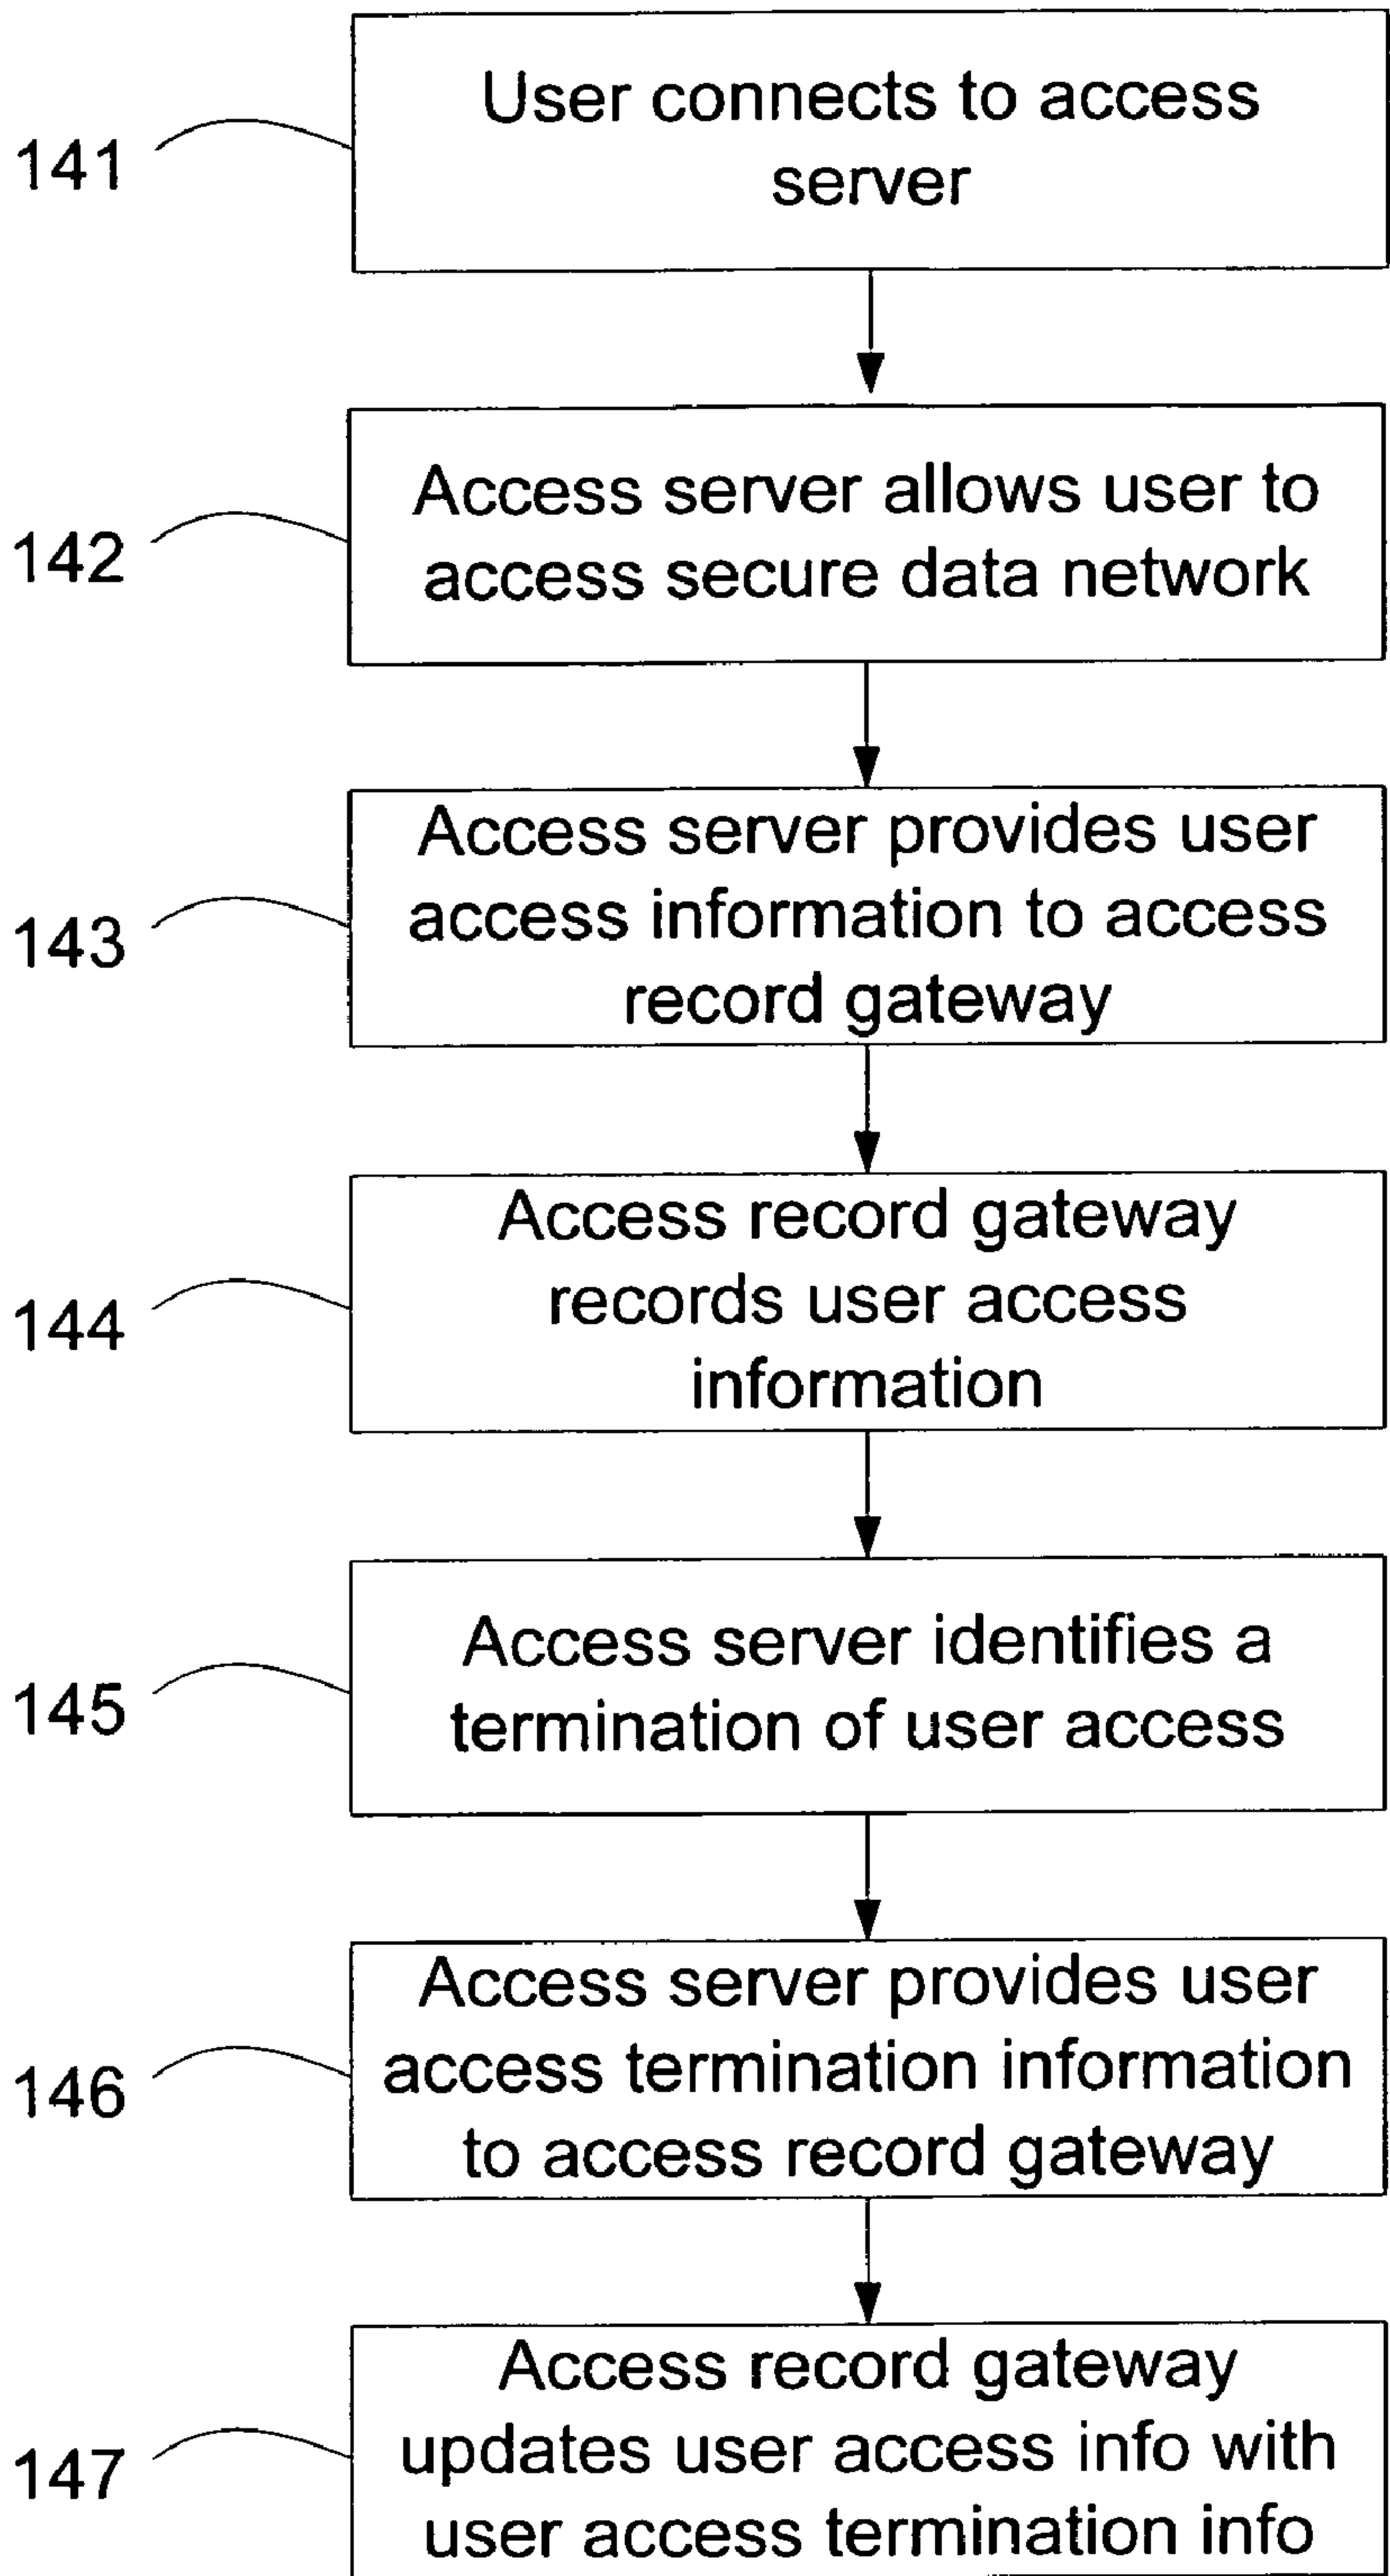 User connects to access
server
141
Access server allows user to
access secure data network
142
Access server provides user
access information to access
record gateway
143
Access record gateway
records user access
information
144
Access server identifies a
termination of user access
145
Access server provides user
access termination information
to access record gateway
146
Access record gateway
updates user access info with
user access termination info
147